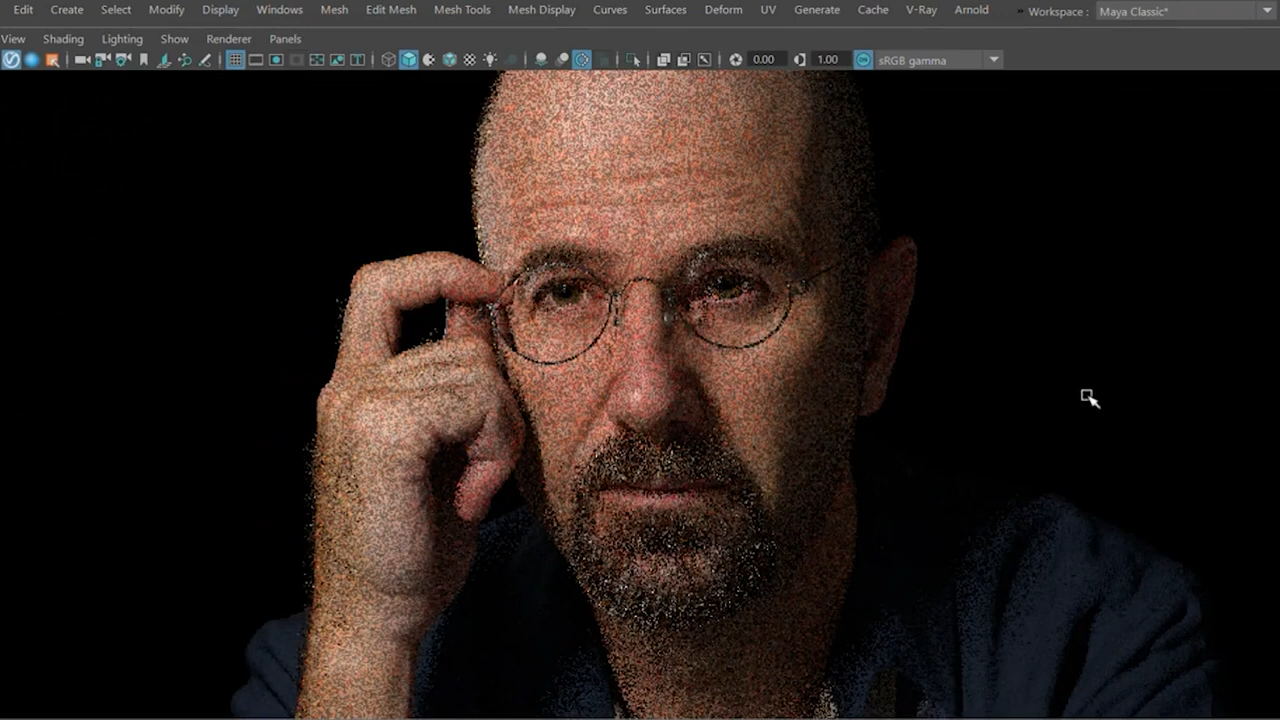 Edit Create Select Modify Display Windows Mesh Edit Mesh Mesh Tools Mesh Display Curves Surfaces Deform UV Generate Cache V-Ray Arnold » Workspace : Maya Classic*
View Shading Lighting Show Renderer Panels
0.00 1.00 ON sRGB gamma